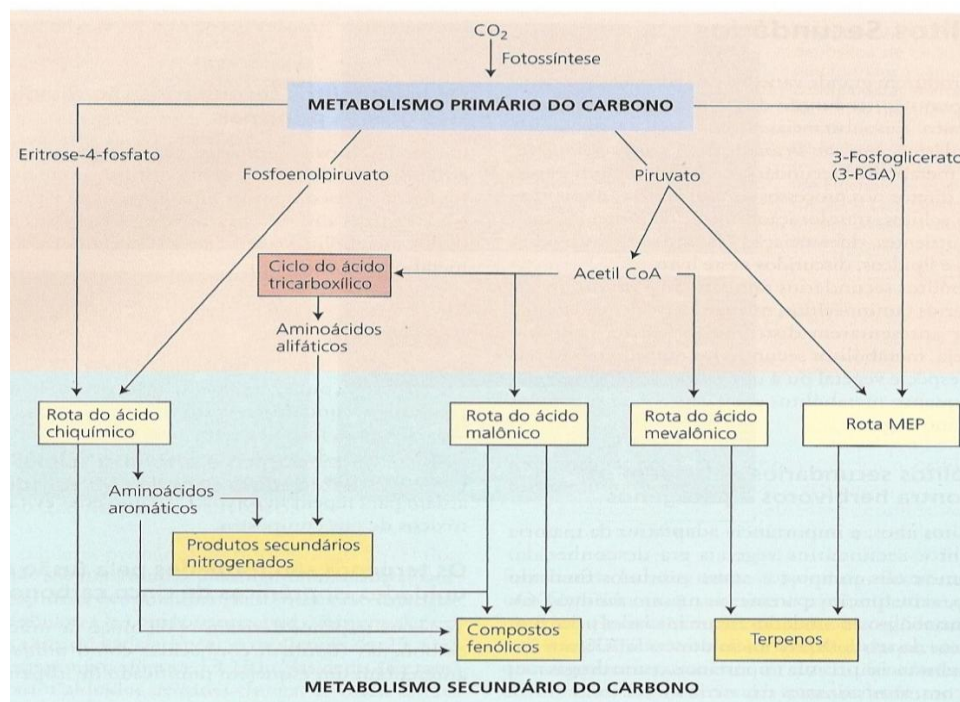 CO₂
Fotossíntese
METABOLISMO PRIMÁRIO DO CARBONO
Eritrose-4-fosfato
Fosfoenolpiruvato
Piruvato
3-Fosfoglicerato
(3-PGA)
Ciclo do ácido
tricarboxílico
Acetil CoA
Aminoácidos
alifáticos
Rota do ácido
chiquímico
Rota do ácido
malônico
Rota do ácido
mevalônico
Rota MEP
Aminoácidos
aromáticos
Produtos secundários
nitrogenados
Compostos
fenólicos
Terpenos
METABOLISMO SECUNDÁRIO DO CARBONO